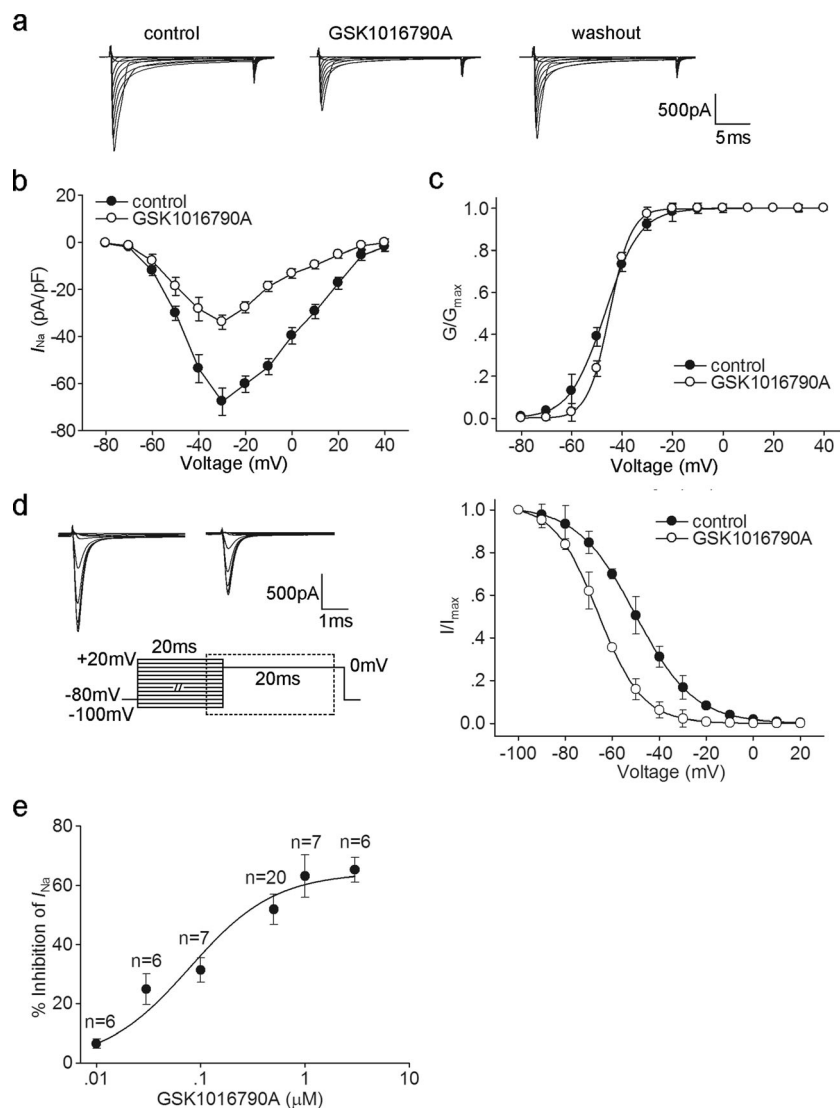 a
control
GSK1016790A
washout
500pA
5ms
b
control
GSK1016790A
20
0
-20
-40
-60
-80
I_Na (pA/pF)
-80 -60 -40 -20 0 20 40
Voltage (mV)
c
1.0
.8
.6
.4
.2
0.0
G/G_max
control
GSK1016790A
-80 -60 -40 -20 0 20 40
Voltage (mV)
d
500pA
1ms
20ms
+20mV
0mV
20ms
-80mV
-100mV
1.0
.8
.6
.4
.2
0.0
I/I_max
control
GSK1016790A
-100 -80 -60 -40 -20 0 20
Voltage (mV)
e
80
60
40
20
0
% Inhibition of I_Na
n=6
n=6
n=7
n=20
n=7
n=6
.01 .1 1 10
GSK1016790A (μM)